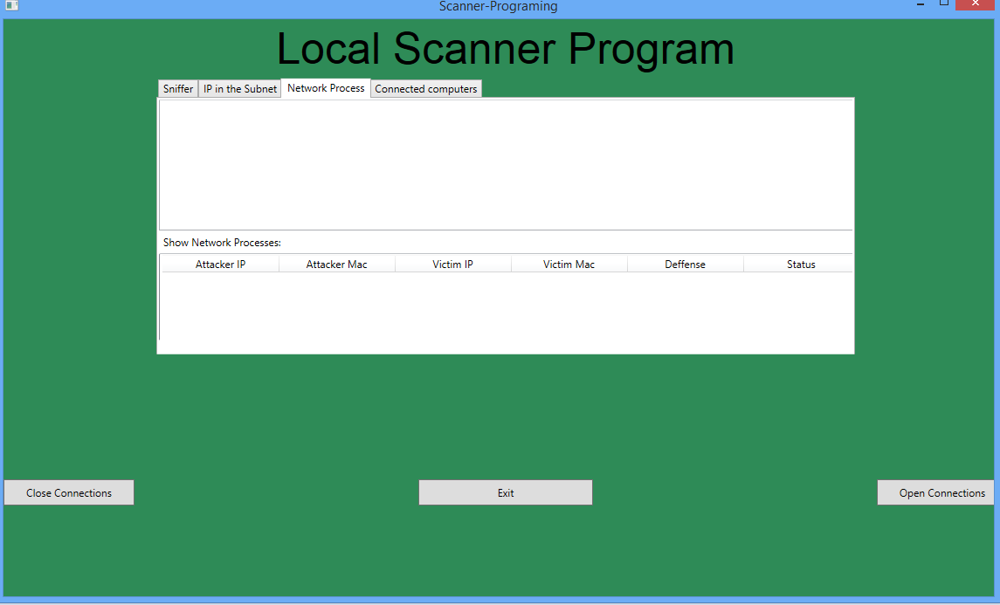 Scanner-Programing
Local Scanner Program
Sniffer IP in the Subnet Network Process Connected computers
Show Network Processes:
Attacker IP Attacker Mac Victim IP Victim Mac Deffense Status
Close Connections Exit Open Connections